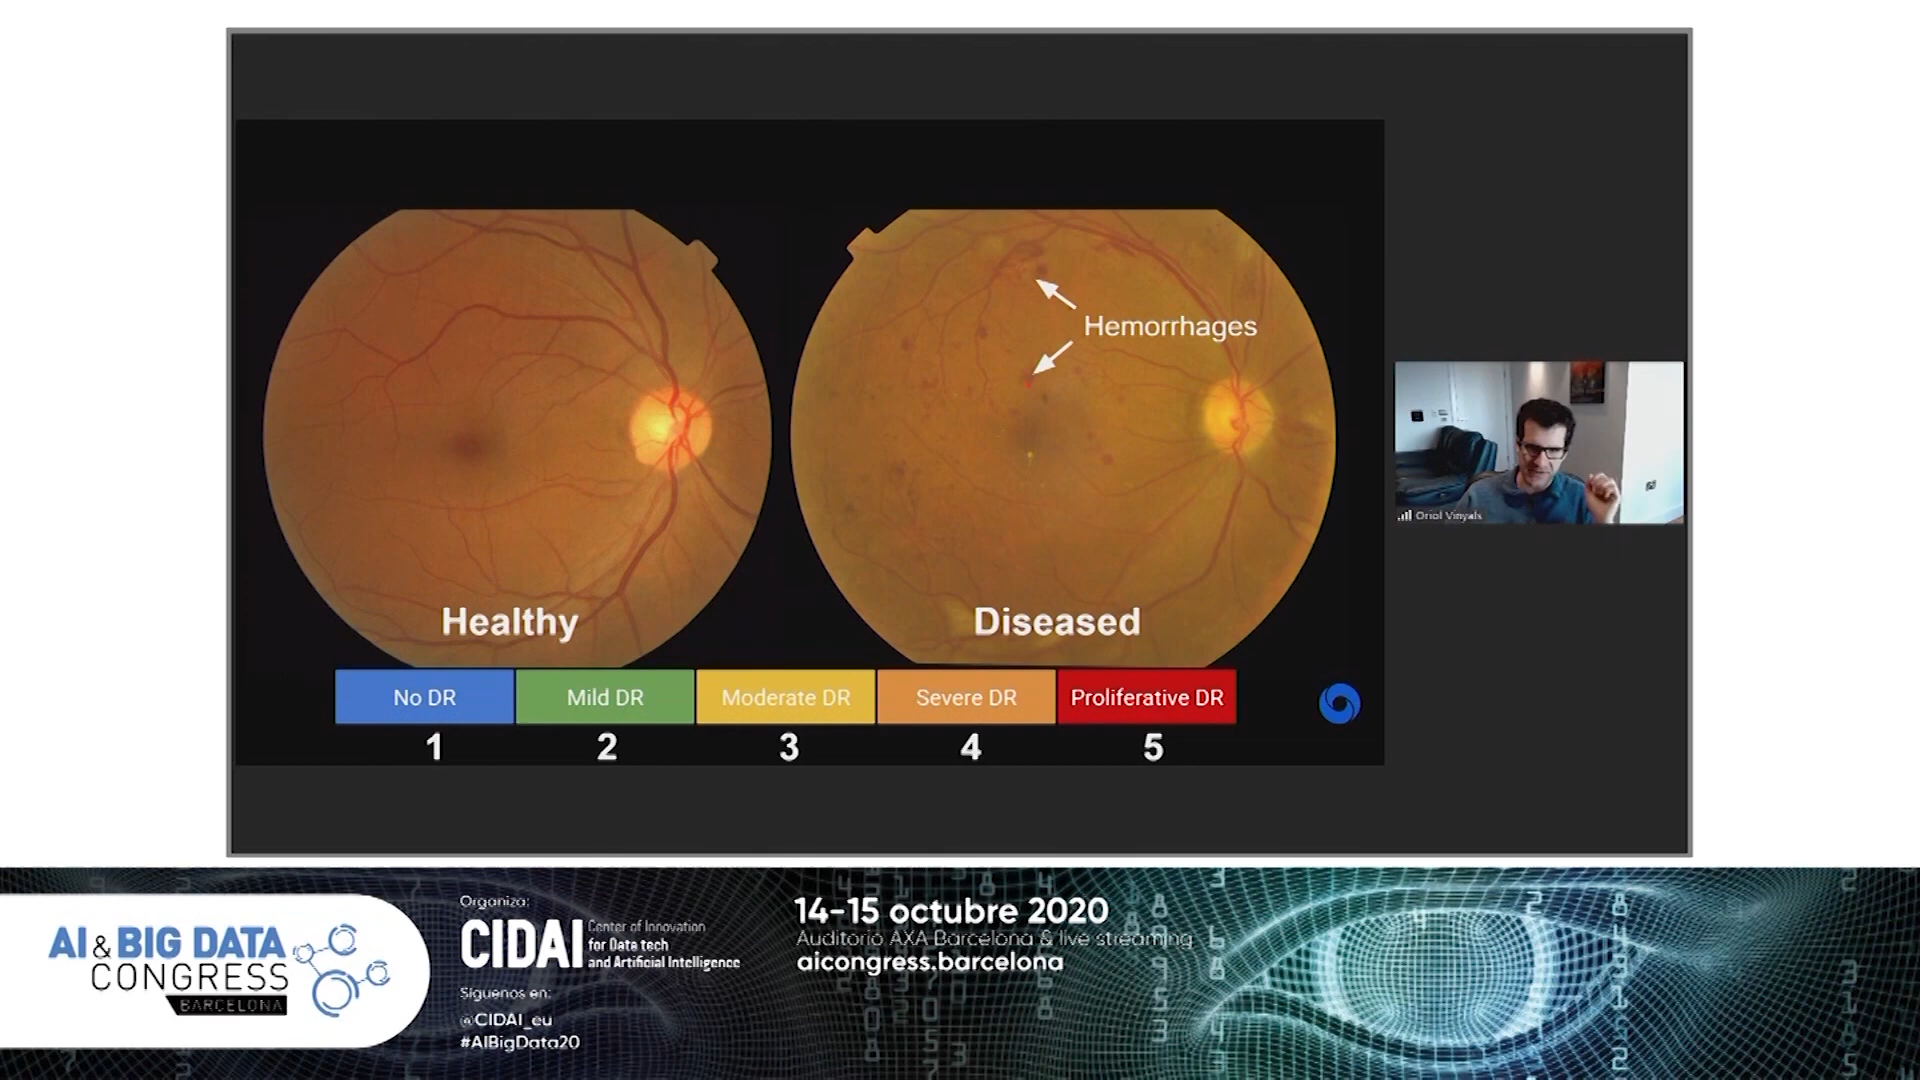 Hemorrhages
Healthy
Diseased
No DR
Mild DR
Moderate DR
Severe DR
Proliferative DR
1
2
3
4
5
Oriol Vinyals
AI & BIG DATA
CONGRESS
BARCELONA
Organiza:
CIDAI
Center of Innovation
for Data tech
and Artificial Intelligence
Síguenos en:
@CIDAI_eu
#AIBigData20
14-15 octubre 2020
Auditorio AXA Barcelona & live streaming
aicongress.barcelona